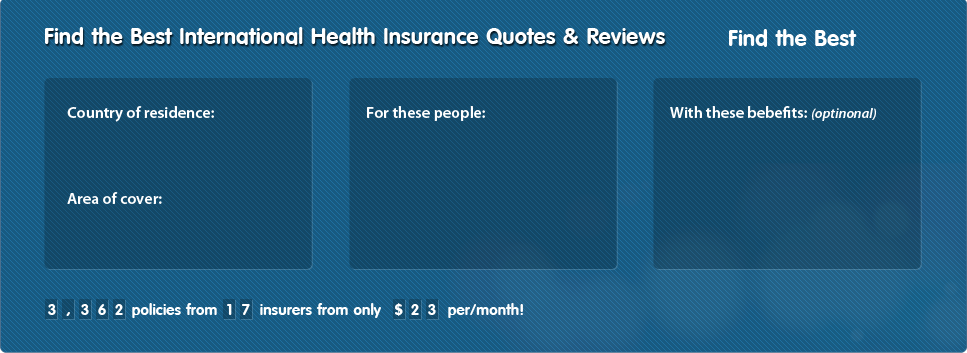 Find the Best International Health Insurance Quotes & Reviews
Find the Best
Country of residence:
For these people:
With these bebefits: (optinonal)
Area of cover:
3,362 policies from 17 insurers from only $23 per/month!